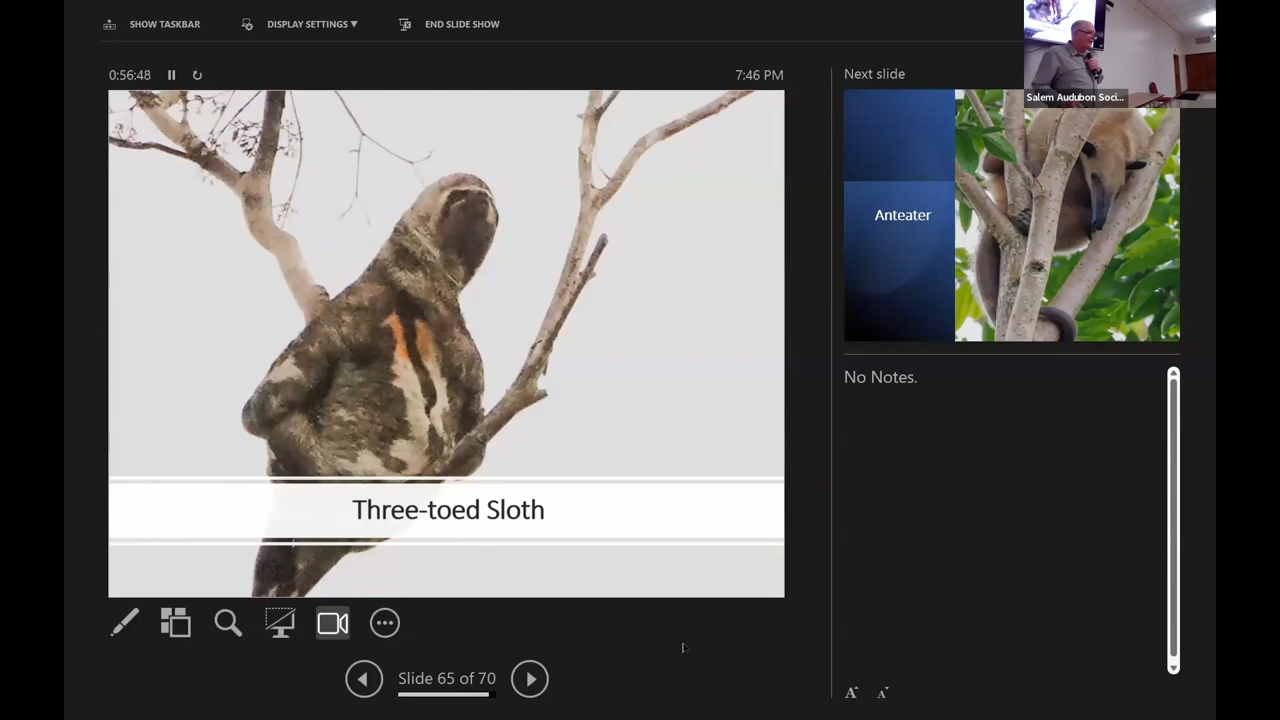 SHOW TASKBAR
DISPLAY SETTINGS ▼
END SLIDE SHOW
0:56:48
7:46 PM
Next slide
Salem Audubon Soci...
Anteater
No Notes.
Three-toed Sloth
Slide 65 of 70
A A